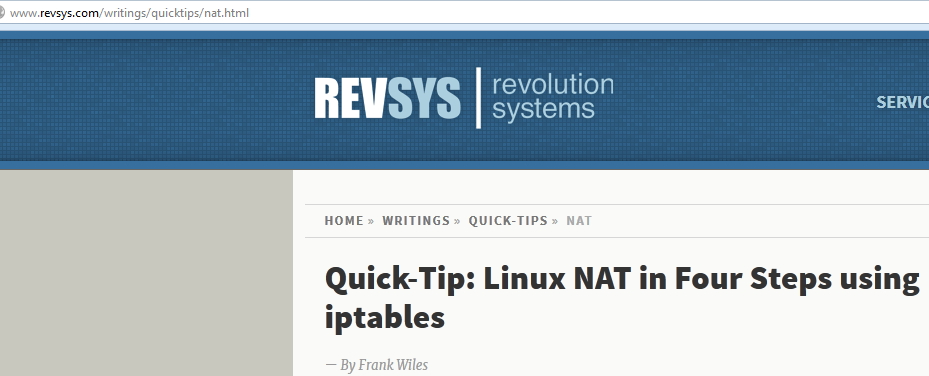 www.revsys.com/writings/quicktips/nat.html
REVSYS
revolution
systems
HOME » WRITINGS » QUICK-TIPS » NAT
Quick-Tip: Linux NAT in Four Steps using
iptables
— By Frank Wiles